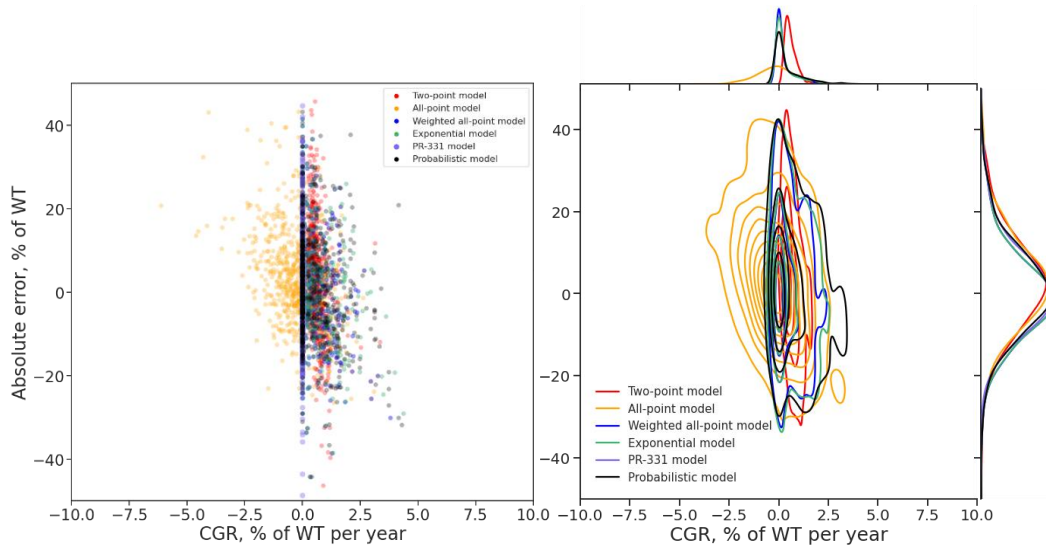 Absolute error, % of WT
40
20
0
−20
−40
−10.0 −7.5 −5.0 −2.5 0.0 2.5 5.0 7.5 10.0
CGR, % of WT per year
Two-point model
All-point model
Weighted all-point model
Exponential model
PR-331 model
Probabilistic model
40
20
0
−20
−40
−10.0 −7.5 −5.0 −2.5 0.0 2.5 5.0 7.5 10.0
CGR, % of WT per year
Two-point model
All-point model
Weighted all-point model
Exponential model
PR-331 model
Probabilistic model